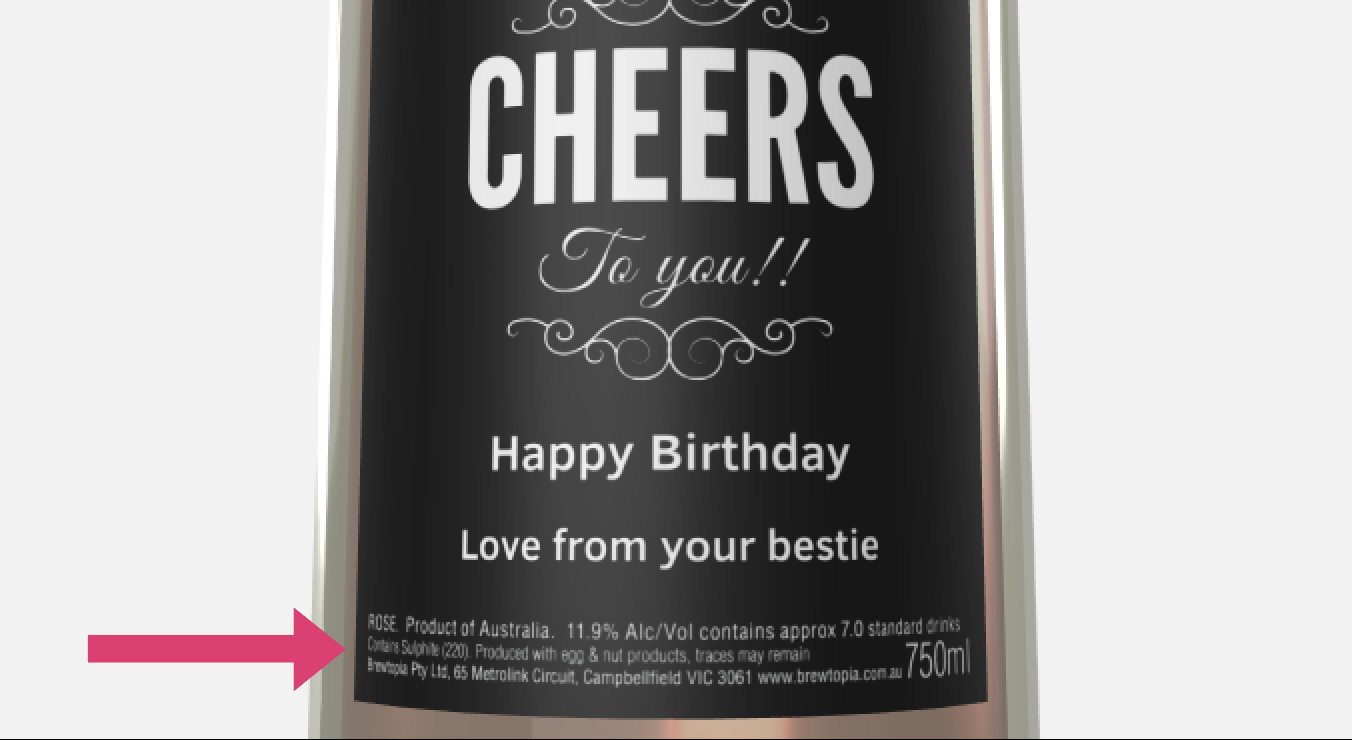 CHEERS
To you!!
Happy Birthday
Love from your bestie
ROSE. Product of Australia. 11.9% Alc/Vol contains approx 7.0 standard drinks
Contains Sulphite (220). Produced with egg & nut products, traces may remain
Brewtopia Pty Ltd, 65 Metrolink Circuit, Campbellfield VIC 3061 www.brewtopia.com.au
750ml